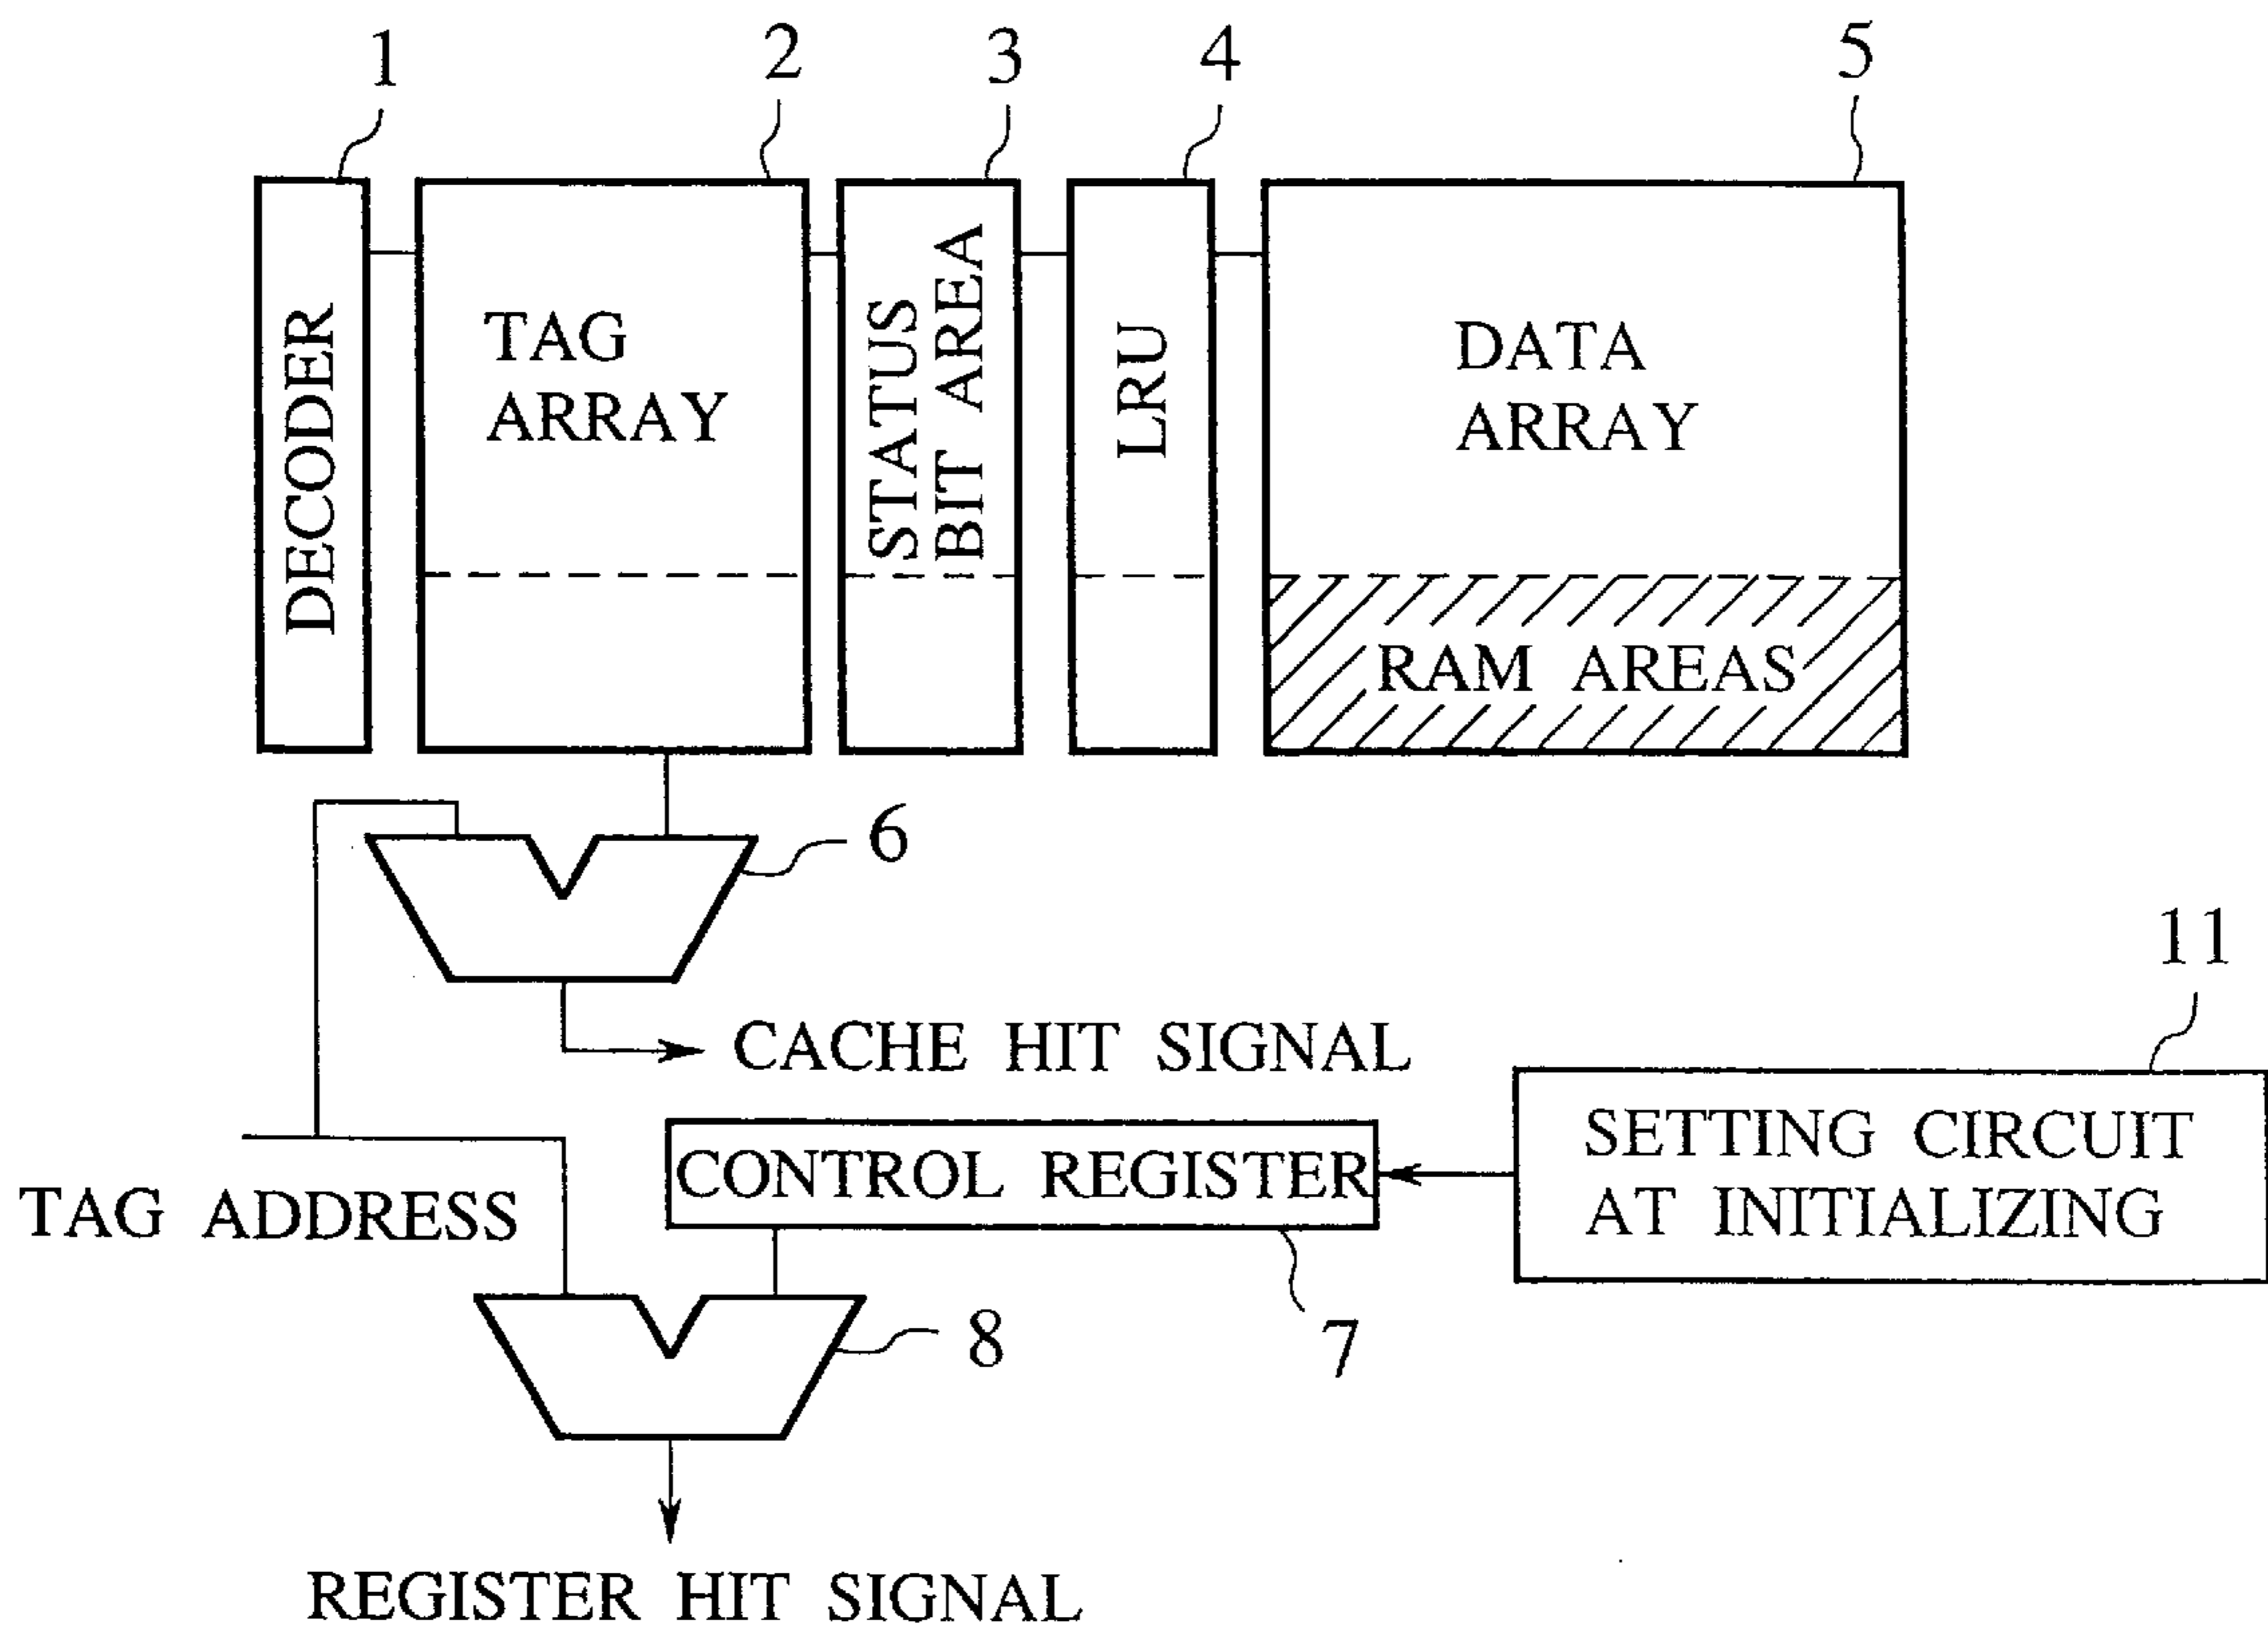 1
2
3
4
5
DECODER
TAG
ARRAY
STATUS
BIT AREA
LRU
DATA
ARRAY
RAM AREAS
6
11
CACHE HIT SIGNAL
SETTING CIRCUIT
AT INITIALIZING
CONTROL REGISTER
TAG ADDRESS
8
7
REGISTER HIT SIGNAL